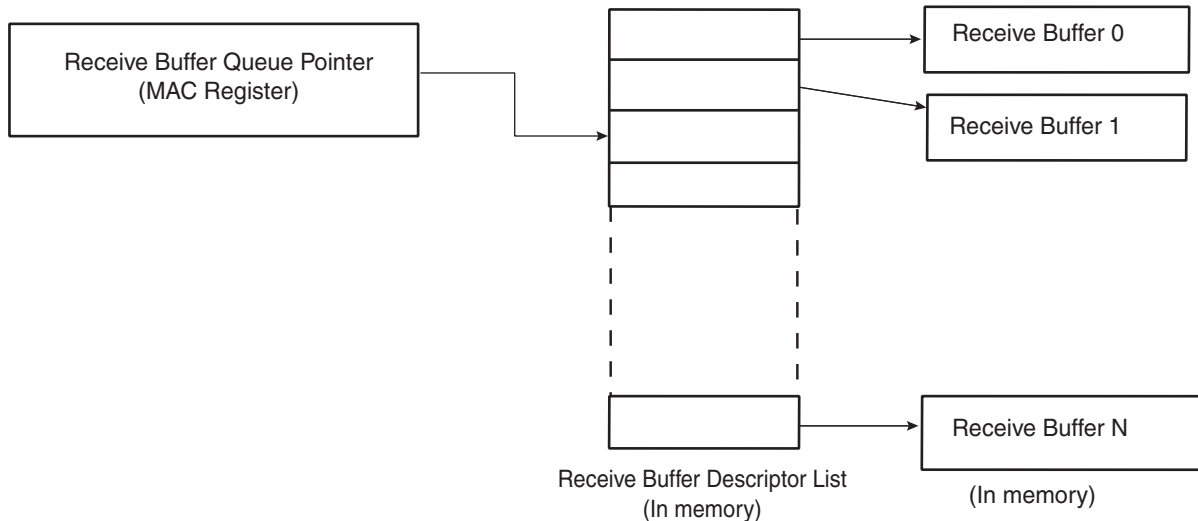 Receive Buffer Queue Pointer
(MAC Register)
Receive Buffer 0
Receive Buffer 1
Receive Buffer N
Receive Buffer Descriptor List
(In memory)
(In memory)